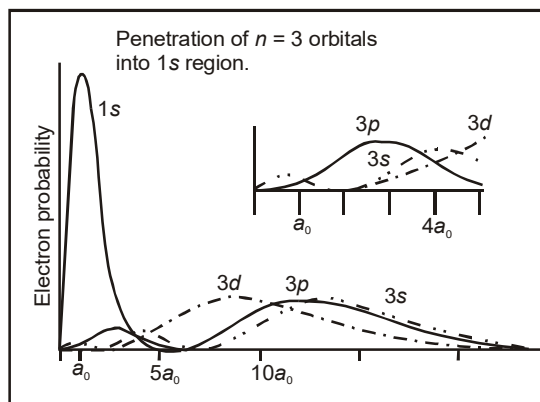 Penetration of n = 3 orbitals
into 1s region.
1s
3p
3d
3s
a₀
4a₀
Electron probability
3d
3p
3s
a₀
5a₀
10a₀